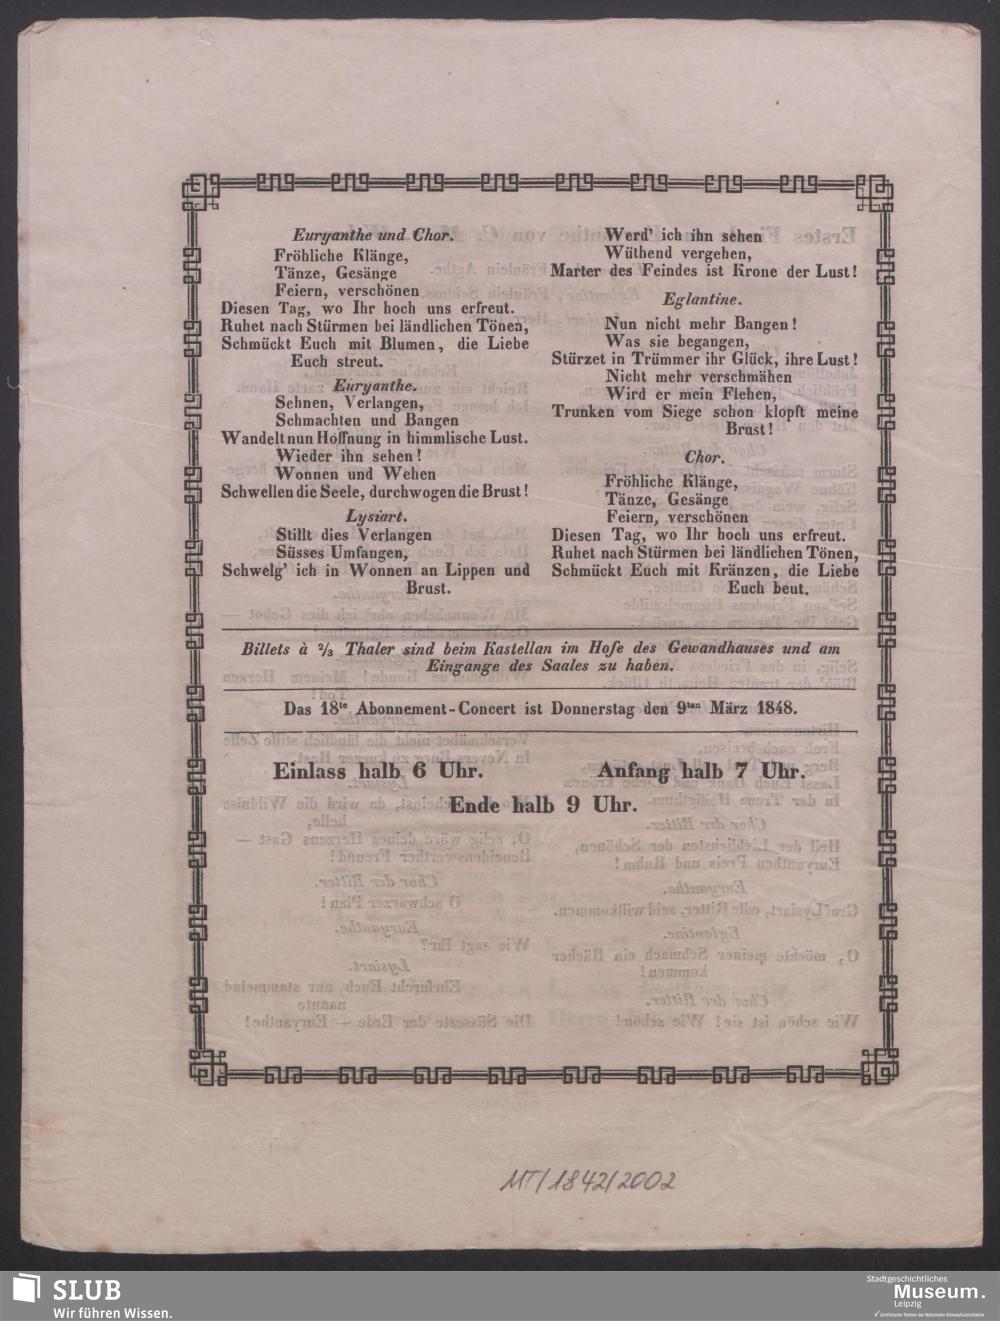 Euryanthe und Chor.
Fröhliche Klänge,
Tänze, Gesänge
Feiern, verschönen
Diesen Tag, wo Ihr hoch uns erfreut.
Ruhet nach Stürmen bei ländlichen Tönen,
Schmückt Euch mit Blumen, die Liebe
Euch streut.
Euryanthe.
Sehnen, Verlangen,
Schmachten und Bangen
Wandelt nun Hoffnung in himmlische Lust.
Wieder ihn sehen!
Wonnen und Wehen
Schwellen die Seele, durchwogen die Brust!
Lysiart.
Stillt dies Verlangen
Süsses Umfangen,
Schwelg' ich in Wonnen an Lippen und
Brust.
Werd' ich ihn sehen
Wüthend vergehen,
Marter des Feindes ist Krone der Lust!
Eglantine.
Nun nicht mehr Bangen!
Was sie begangen,
Stürzet in Trümmer ihr Glück, ihre Lust!
Nicht mehr verschmähen
Wird er mein Flehen,
Trunken vom Siege schon klopft meine
Brust!
Chor.
Fröhliche Klänge,
Tänze, Gesänge
Feiern, verschönen
Diesen Tag, wo Ihr hoch uns erfreut.
Ruhet nach Stürmen bei ländlichen Tönen,
Schmückt Euch mit Kränzen, die Liebe
Euch beut.
Billets à 2/3 Thaler sind beim Kastellan im Hofe des Gewandhauses und am
Eingange des Saales zu haben.
Das 18te Abonnement-Concert ist Donnerstag den 9ten März 1848.
Einlass halb 6 Uhr. Anfang halb 7 Uhr.
Ende halb 9 Uhr.
MT/1842/2002
SLUB
Wir führen Wissen.
Stadtgeschichtliches
Museum.
Leipzig
Zertifizierter Partner der Nationalen Klimaschutzinitiative